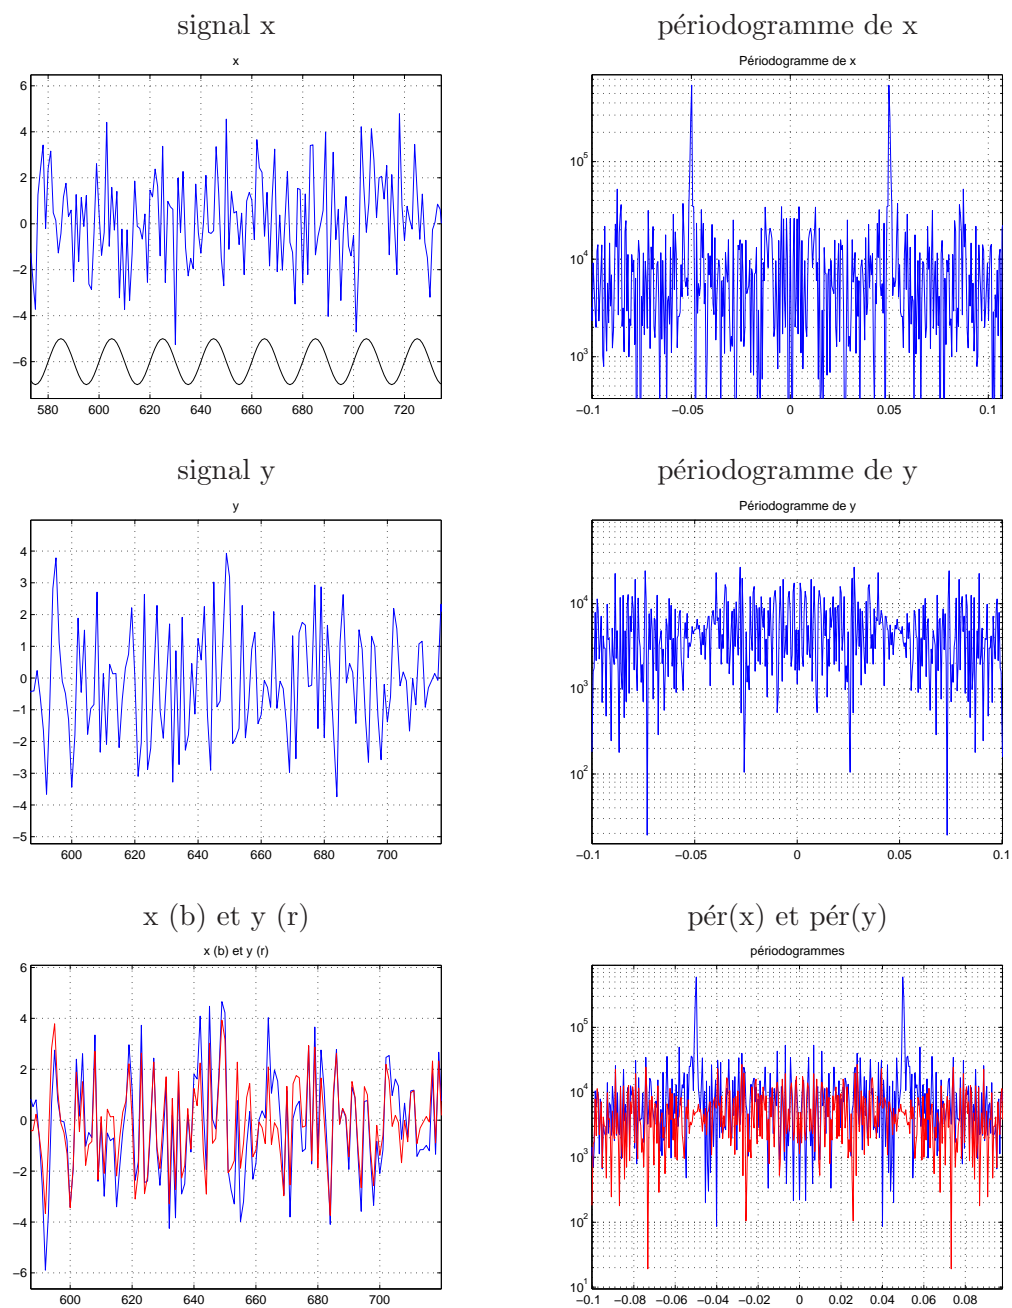 signal x
périodogramme de x
x
6
4
2
0
−2
−4
−6
580 600 620 640 660 680 700 720
Périodogramme de x
10^5
10^4
10^3
−0.1 −0.05 0 0.05 0.1
signal y
périodogramme de y
y
4
3
2
1
0
−1
−2
−3
−4
−5
600 620 640 660 680 700
Périodogramme de y
10^4
10^3
10^2
−0.1 −0.05 0 0.05 0.1
x (b) et y (r)
pér(x) et pér(y)
x (b) et y (r)
6
4
2
0
−2
−4
−6
600 620 640 660 680 700
périodogrammes
10^5
10^4
10^3
10^2
10^1
−0.1 −0.08 −0.06 −0.04 −0.02 0 0.02 0.04 0.06 0.08